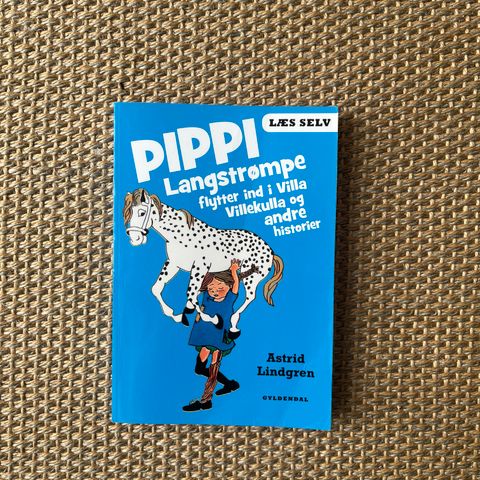 LÆS SELV
PIPPI
Langstrømpe
flytter ind i Villa
Villekulla og
andre
historier
Astrid
Lindgren
GYLDENDAL